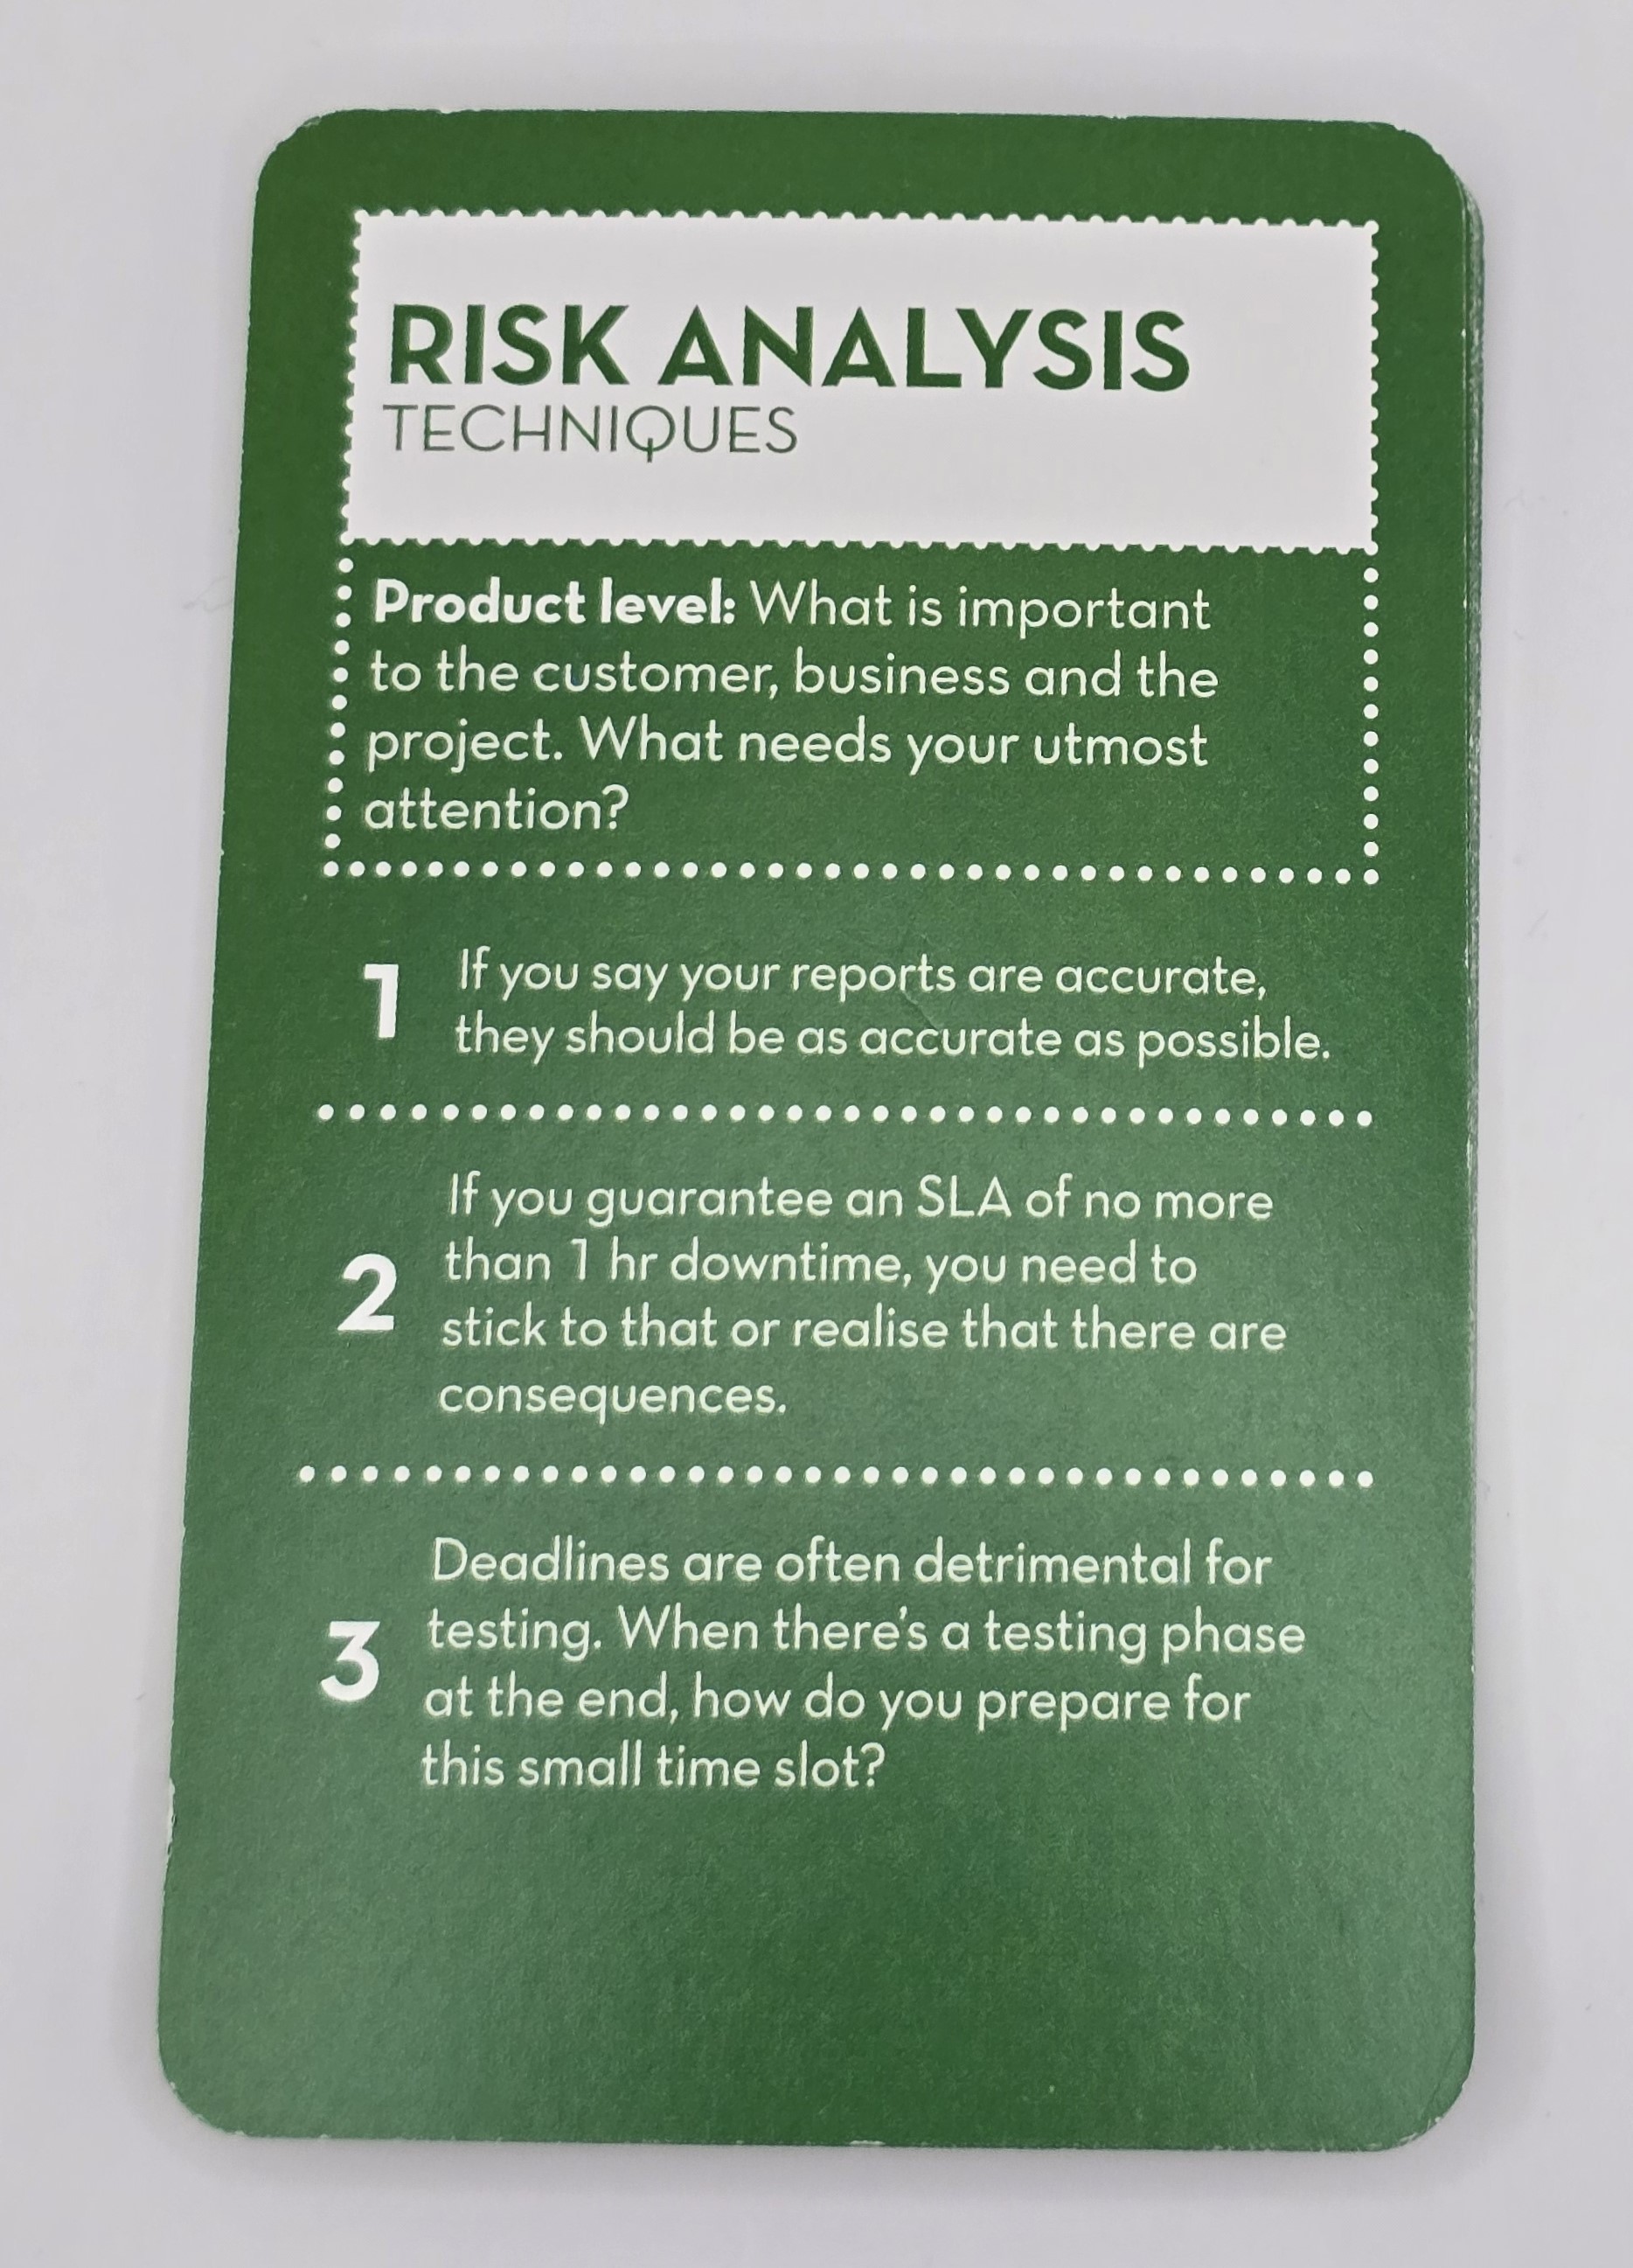 RISK ANALYSIS
TECHNIQUES
Product level: What is important
to the customer, business and the
project. What needs your utmost
attention?
1
If you say your reports are accurate,
they should be as accurate as possible.
2
If you guarantee an SLA of no more
than 1 hr downtime, you need to
stick to that or realise that there are
consequences.
3
Deadlines are often detrimental for
testing. When there's a testing phase
at the end, how do you prepare for
this small time slot?